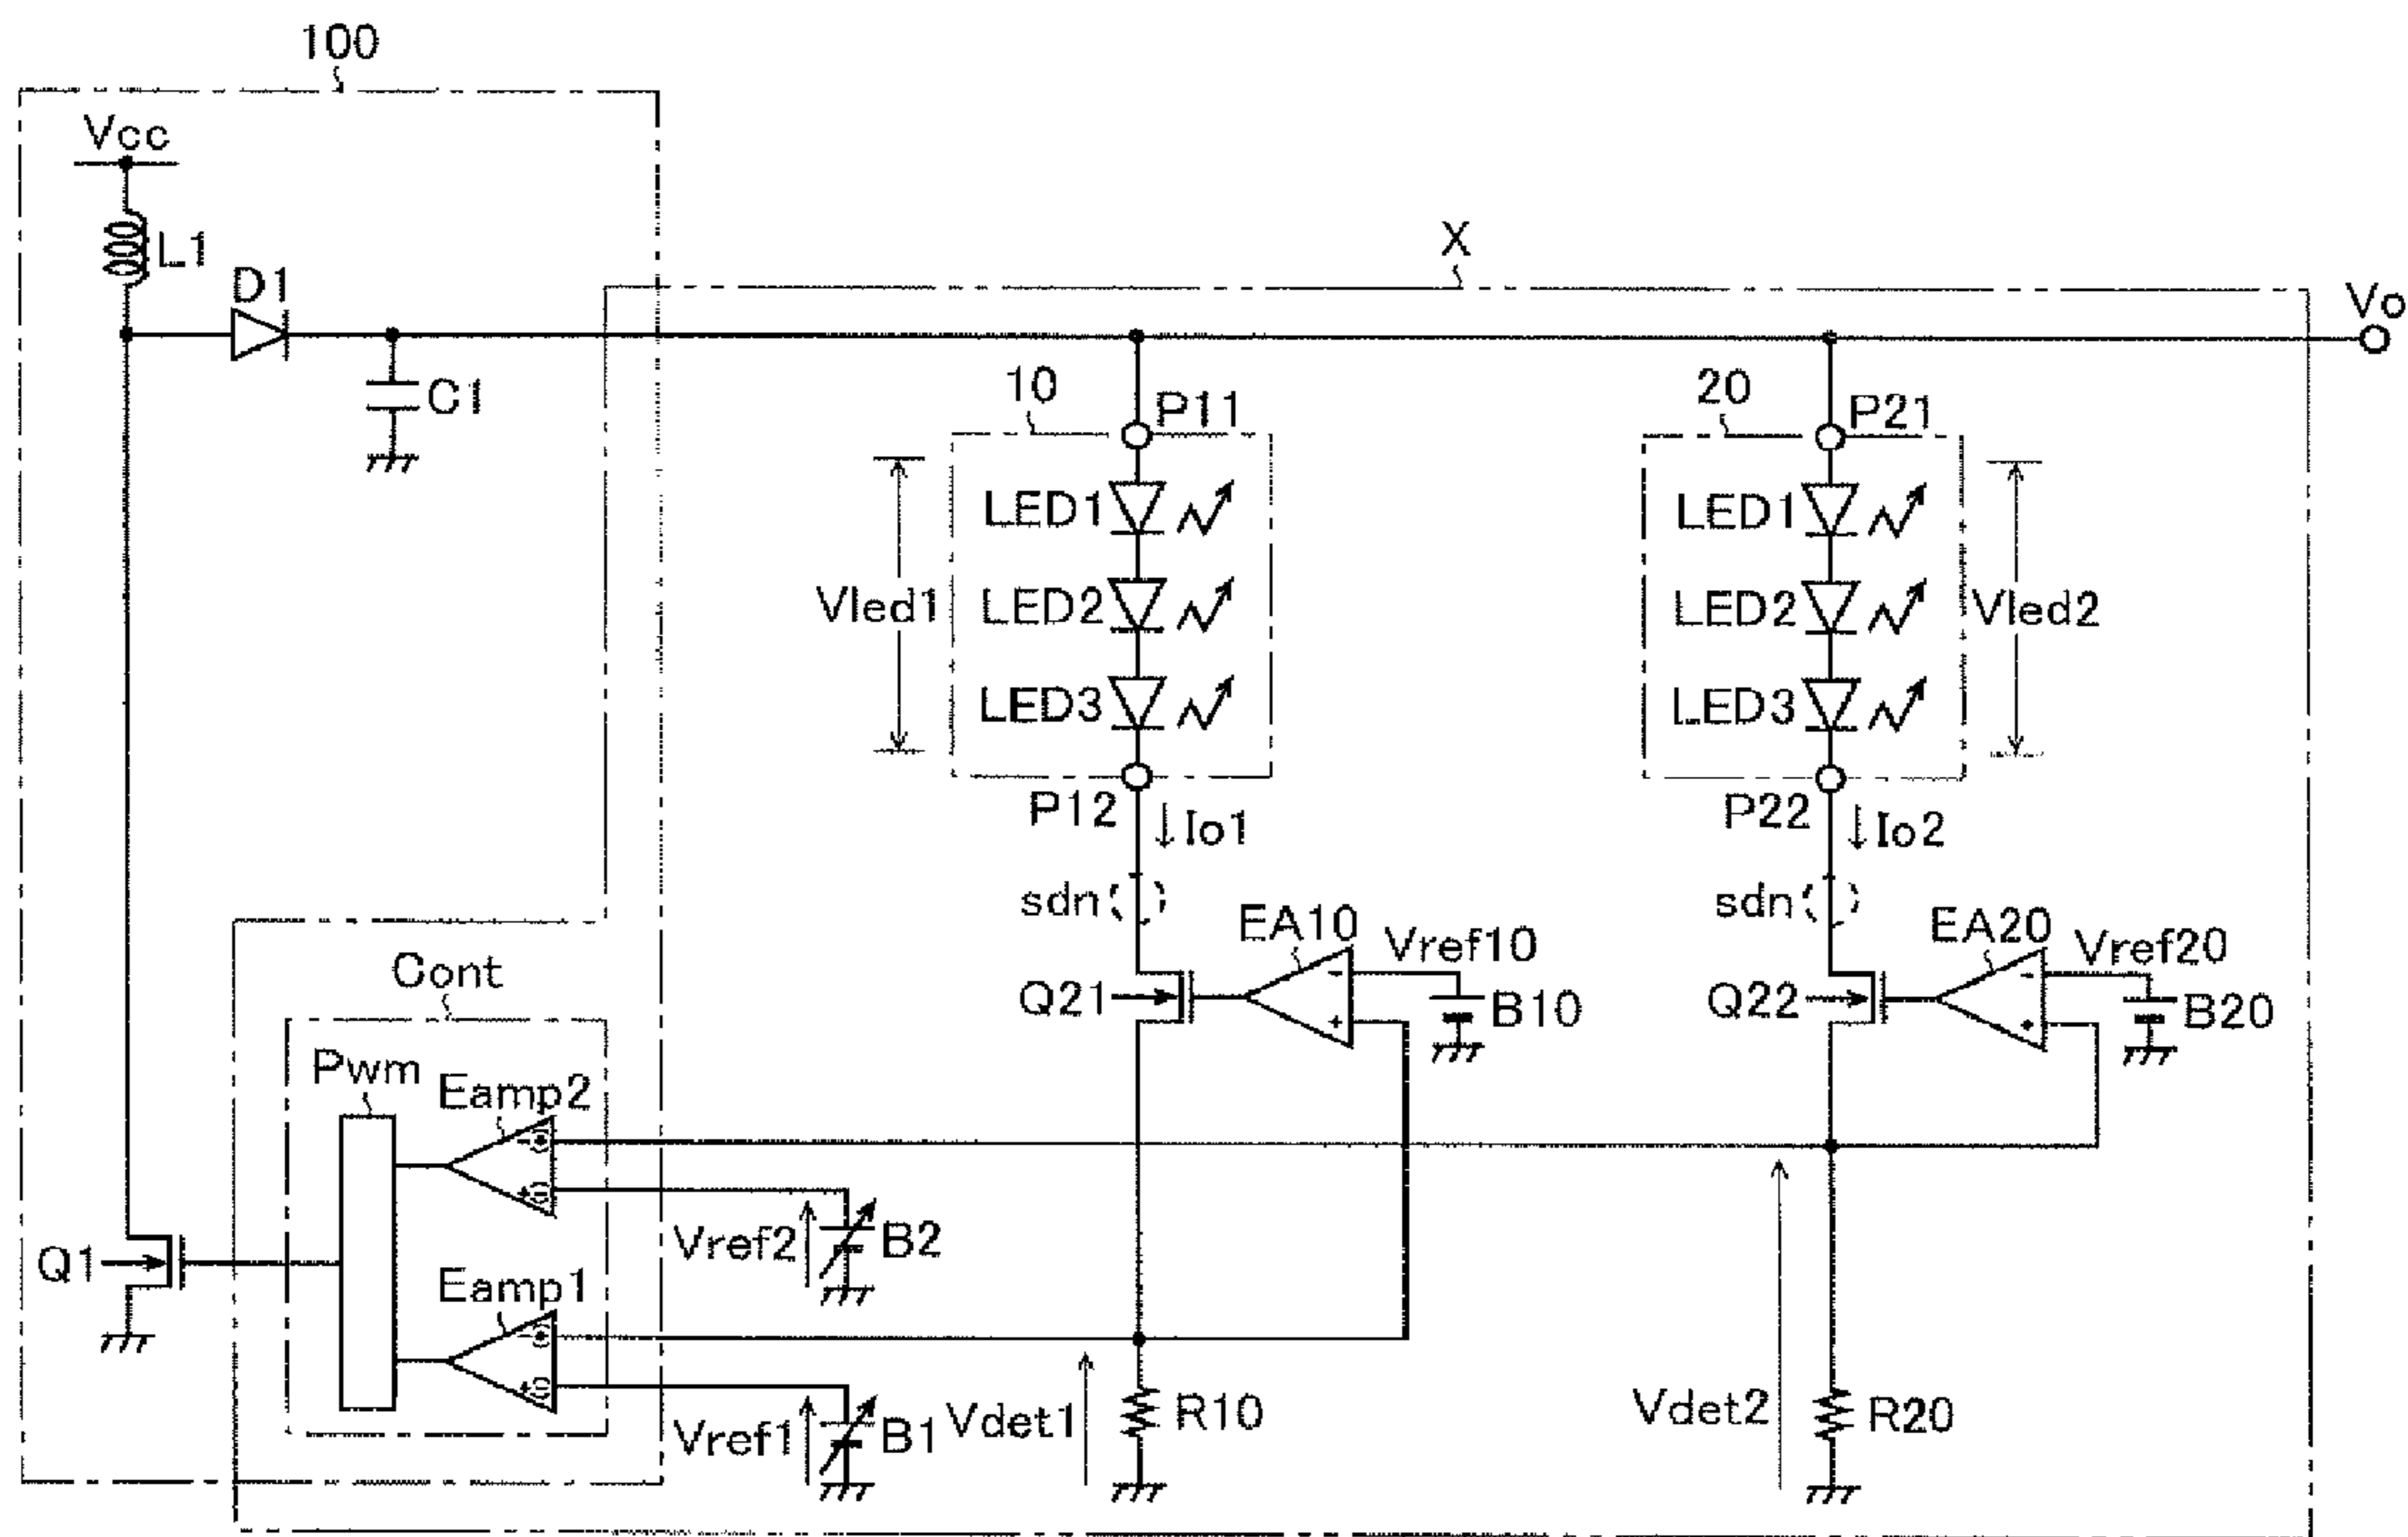 100
Vcc
L1
D1
C1
X
Vo
10
P11
LED1
LED2
LED3
Vled1
P12
Io1
sdn
20
P21
LED1
LED2
LED3
Vled2
P22
Io2
sdn
EA10
Vref10
-
+
Q21
B10
EA20
Vref20
-
+
Q22
B20
Cont
Pwm
Eamp2
Eamp1
Q1
Vref2
B2
Vref1
B1
Vdet1
R10
Vdet2
R20